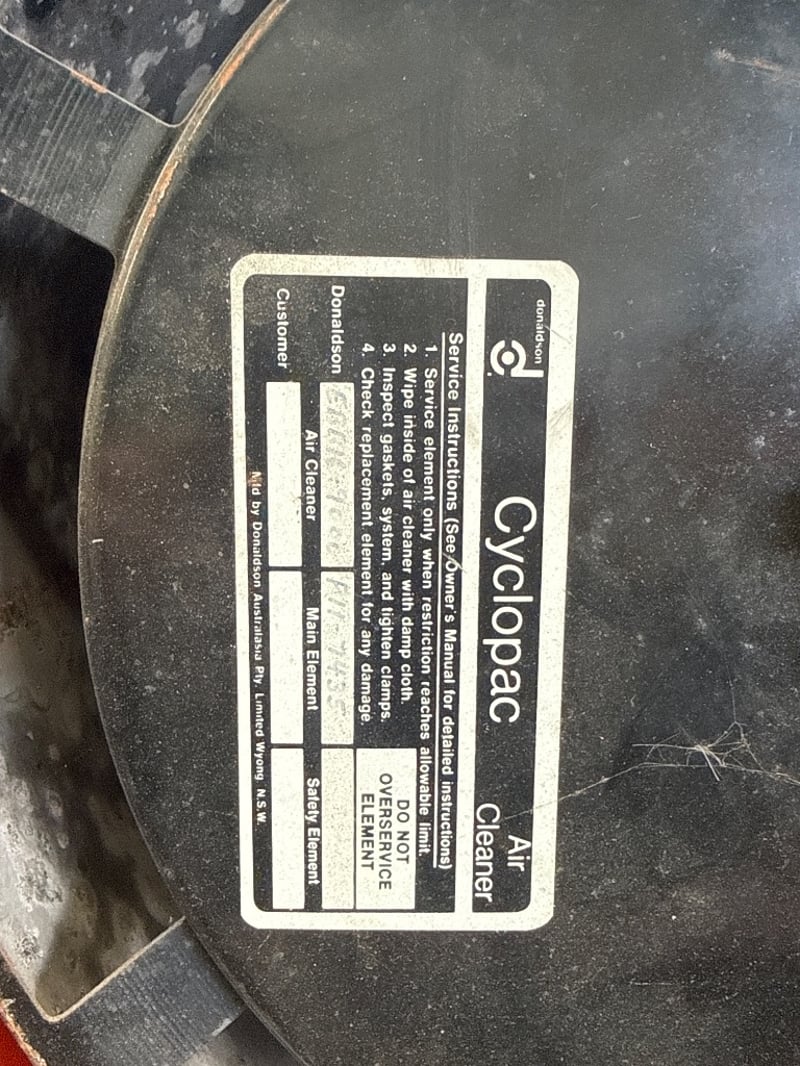 donaldson
Cyclopac
Air
Cleaner
Service Instructions (See Owner's Manual for detailed instructions)
1. Service element only when restriction reaches allowable limit.
2. Wipe inside of air cleaner with damp cloth.
3. Inspect gaskets, system, and tighten clamps.
4. Check replacement element for any damage.
DO NOT
OVERSERVICE
ELEMENT
Donaldson
Air Cleaner Main Element Safety Element
Customer
Mfd by Donaldson Australasia Pty. Limited Wyong N.S.W.